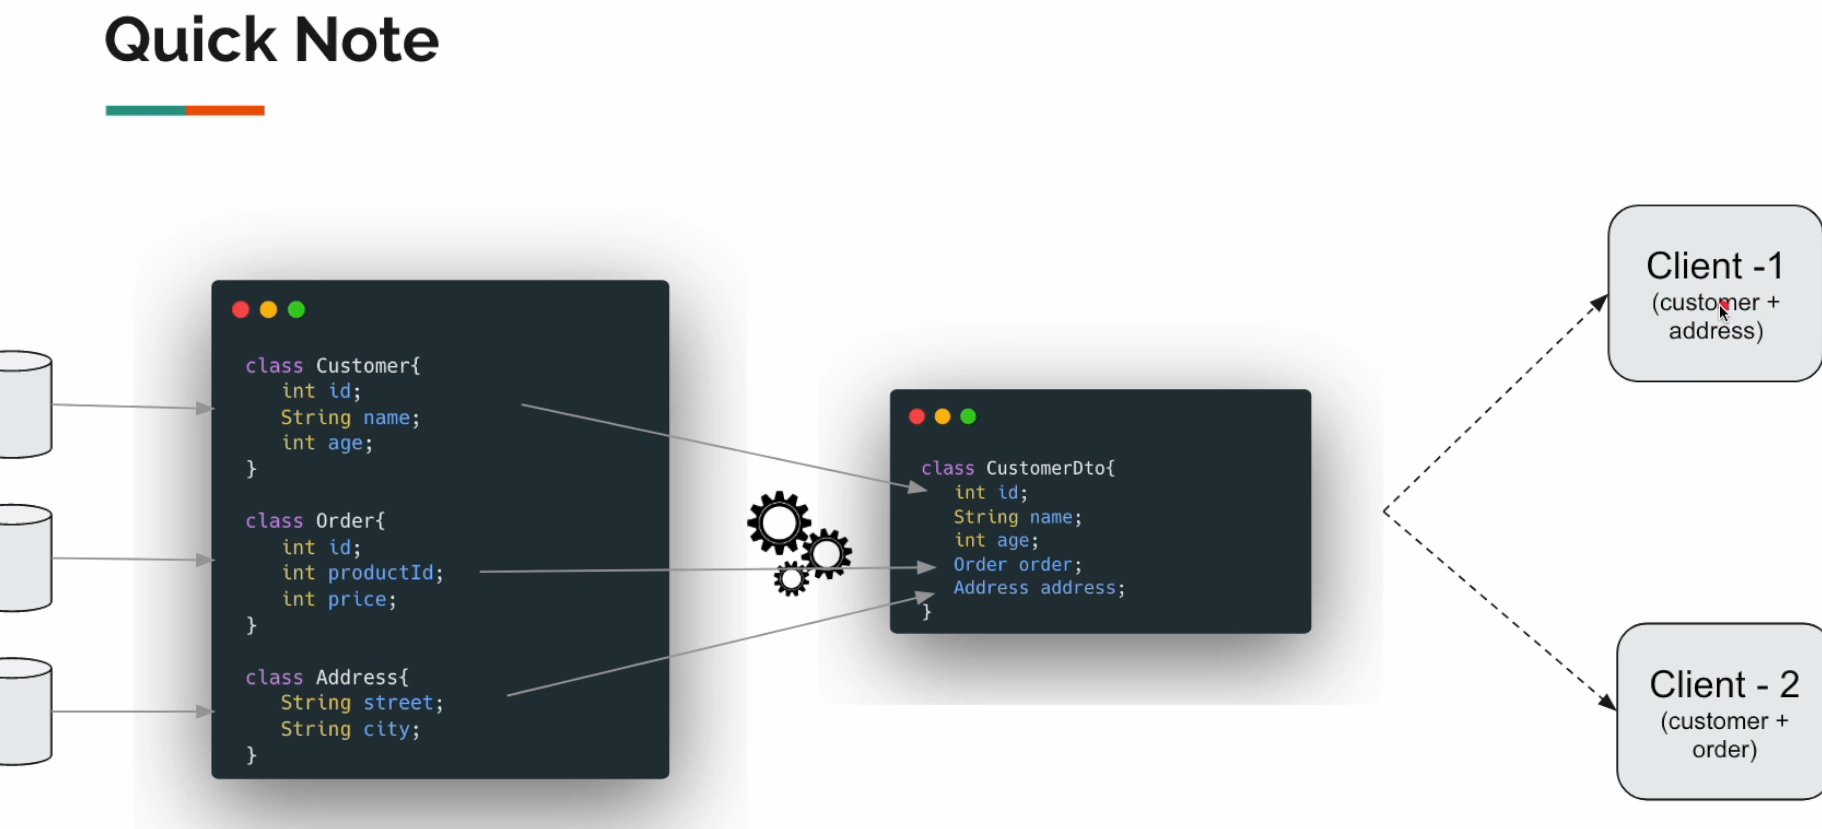 Quick Note
class Customer{
int id;
String name;
int age;
}
class Order{
int id;
int productId;
int price;
}
class Address{
String street;
String city;
}
class CustomerDto{
int id;
String name;
int age;
Order order;
Address address;
}
Client -1
(customer +
address)
Client - 2
(customer +
order)